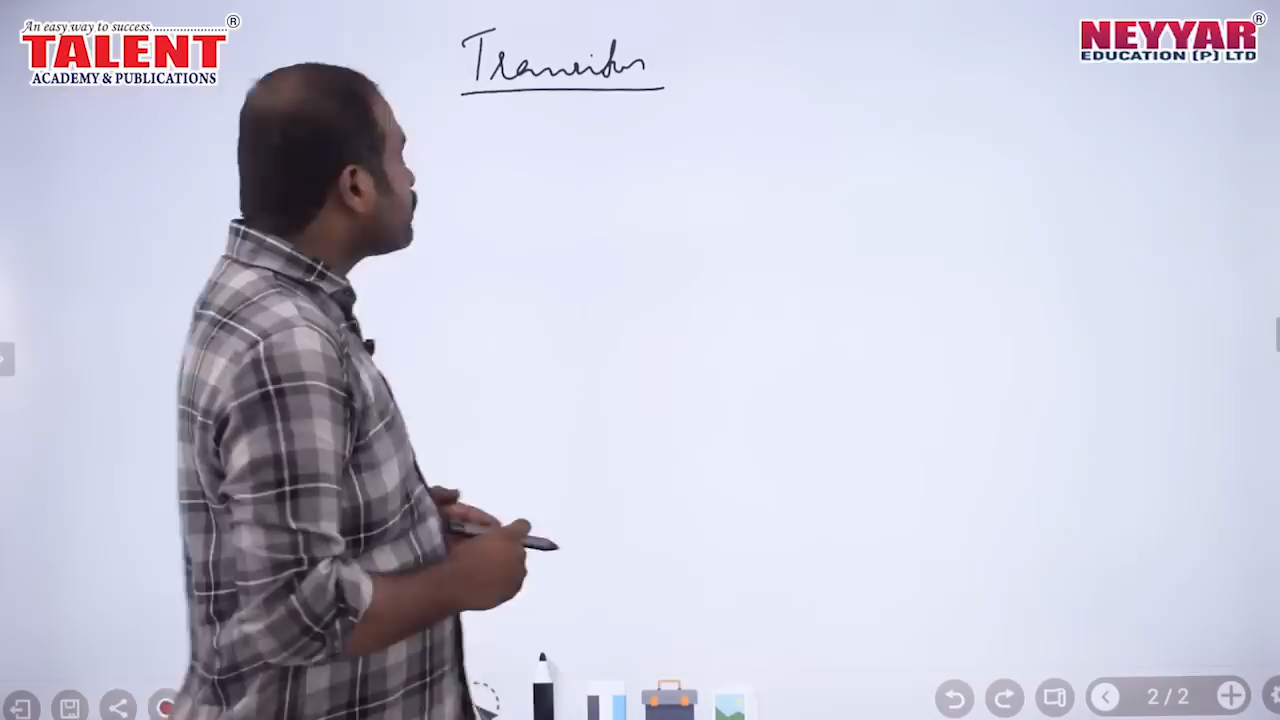 An easy way to success........................
TALENT ®
ACADEMY & PUBLICATIONS
Transistor
NEYYAR ®
EDUCATION (P) LTD
2/2